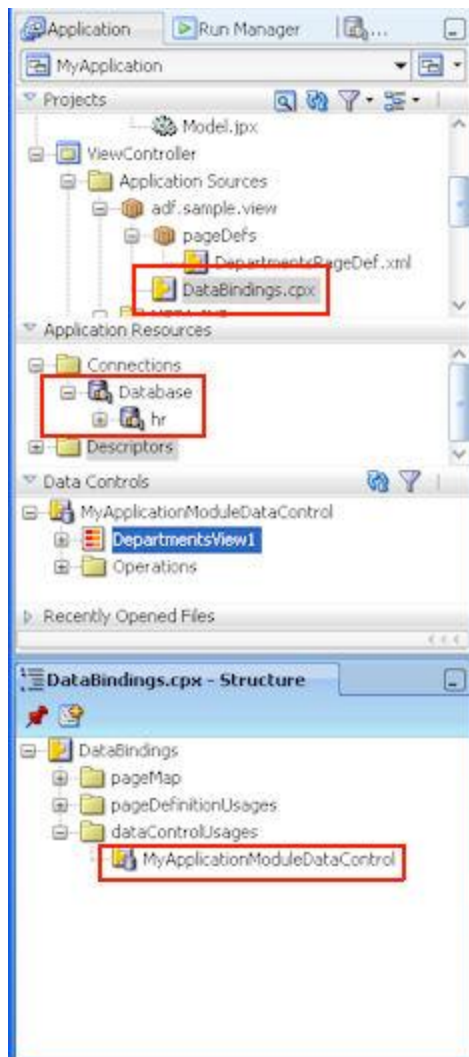 Application Run Manager ...
MyApplication
Projects
Model.jpx
ViewController
Application Sources
adf.sample.view
pageDefs
DepartmentsPageDef.xml
DataBindings.cpx
Application Resources
Connections
Database
hr
Descriptors
Data Controls
MyApplicationModuleDataControl
DepartmentsView1
Operations
Recently Opened Files
DataBindings.cpx - Structure
DataBindings
pageMap
pageDefinitionUsages
dataControlUsages
MyApplicationModuleDataControl